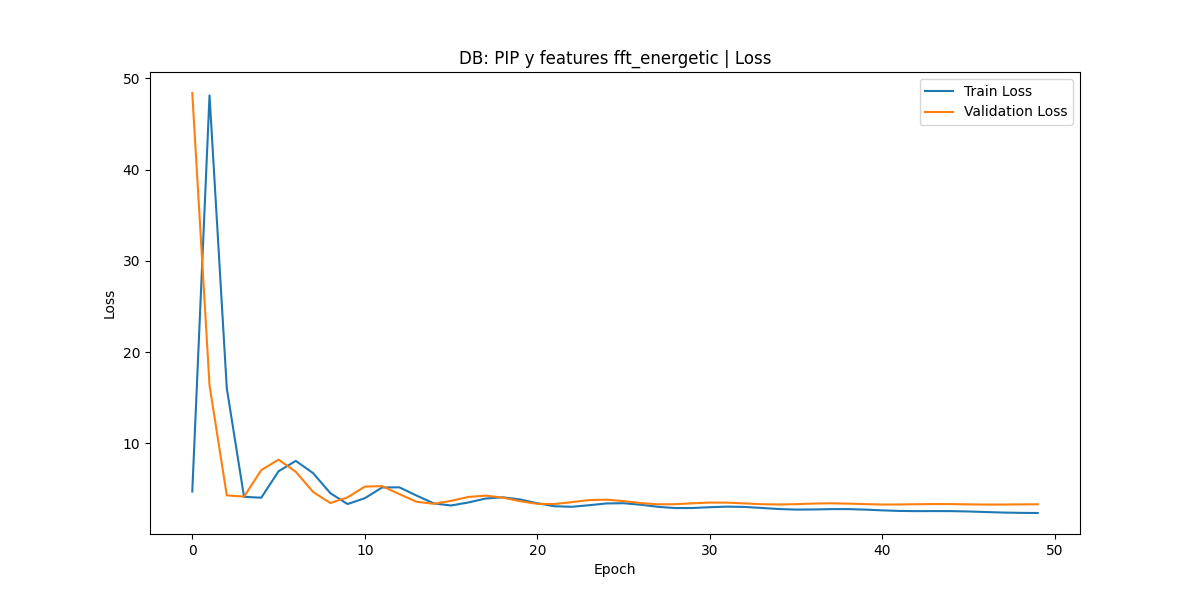 DB: PIP y features fft_energetic | Loss
Train Loss
Validation Loss
50
40
30
20
10
Loss
0 10 20 30 40 50
Epoch